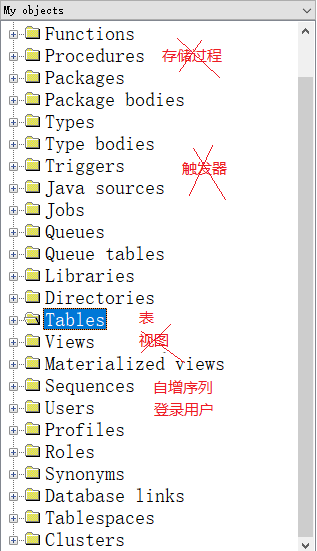 My objects
Functions
Procedures 存储过程
Packages
Package bodies
Types
Type bodies
Triggers 触发器
Java sources
Jobs
Queues
Queue tables
Libraries
Directories
Tables 表
Views 视图
Materialized views
Sequences 自增序列
Users 登录用户
Profiles
Roles
Synonyms
Database links
Tablespaces
Clusters